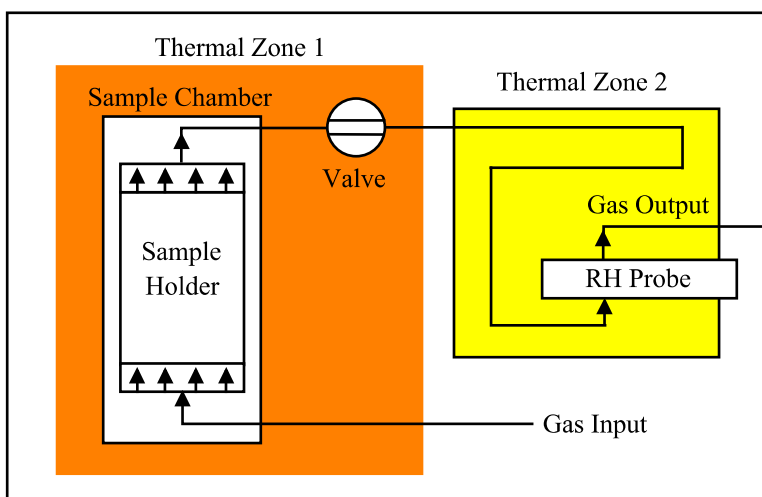 Thermal Zone 1
Thermal Zone 2
Sample Chamber
Valve
Gas Output
Sample
Holder
RH Probe
Gas Input